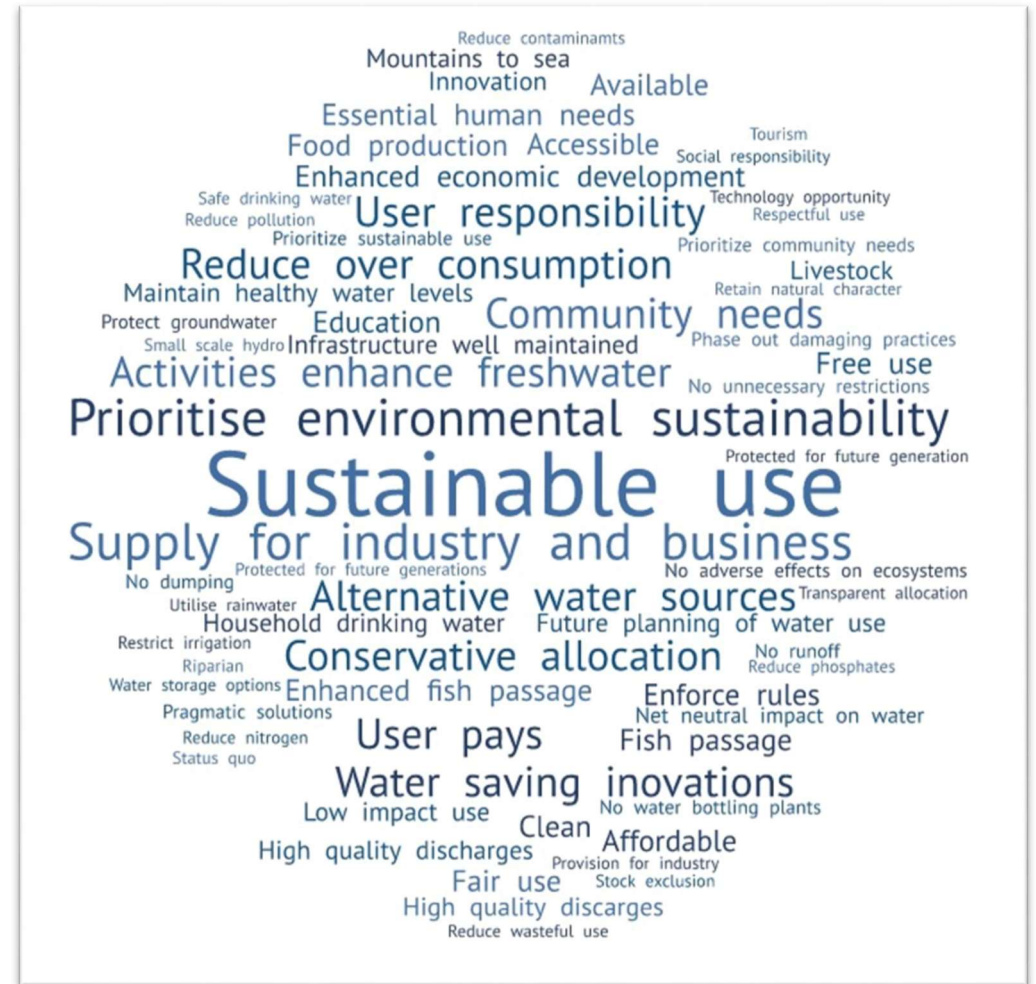 Reduce contaminamts
Mountains to sea
Innovation Available
Essential human needs
Tourism
Food production Accessible
Social responsibility
Enhanced economic development
Safe drinking water Technology opportunity
User responsibility
Reduce pollution Respectful use
Prioritize sustainable use
Prioritize community needs
Reduce over consumption
Livestock
Maintain healthy water levels
Retain natural character
Community needs
Protect groundwater Education
Small scale hydro Infrastructure well maintained
Phase out damaging practices
Free use
Activities enhance freshwater
No unnecessary restrictions
Prioritise environmental sustainability
Protected for future generation
Sustainable use
Supply for industry and business
Protected for future generations No adverse effects on ecosystems
No dumping
Alternative water sources Transparent allocation
Utilise rainwater
Household drinking water Future planning of water use
Restrict irrigation
Conservative allocation No runoff
Riparian Reduce phosphates
Water storage options Enhanced fish passage Enforce rules
Pragmatic solutions Net neutral impact on water
User pays Fish passage
Reduce nitrogen
Status quo
Water saving inovations
Low impact use No water bottling plants
Clean
Affordable
High quality discharges
Provision for industry
Fair use Stock exclusion
High quality discarges
Reduce wasteful use